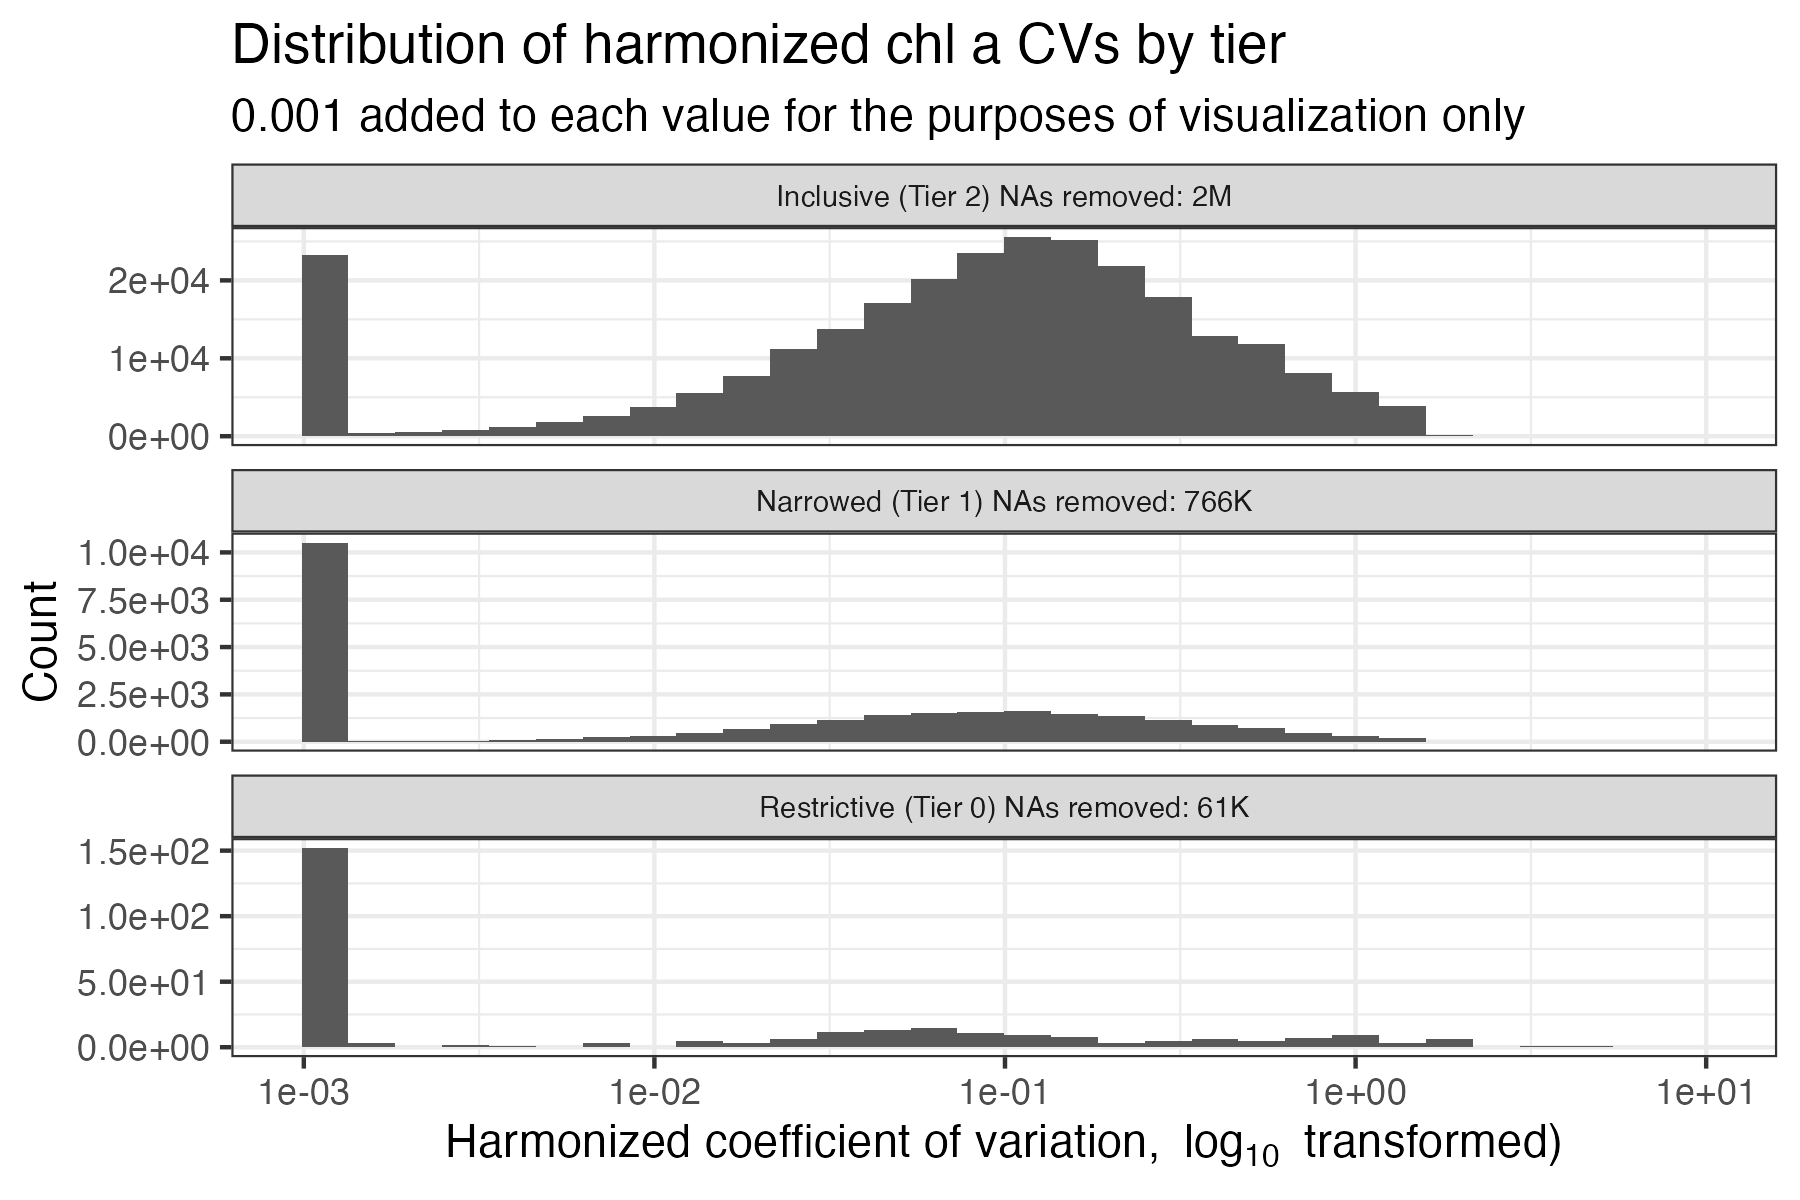 Distribution of harmonized chl a CVs by tier
0.001 added to each value for the purposes of visualization only
Inclusive (Tier 2) NAs removed: 2M
2e+04
1e+04
0e+00
Narrowed (Tier 1) NAs removed: 766K
1.0e+04
7.5e+03
5.0e+03
2.5e+03
0.0e+00
Count
Restrictive (Tier 0) NAs removed: 61K
1.5e+02
1.0e+02
5.0e+01
0.0e+00
1e-03 1e-02 1e-01 1e+00 1e+01
Harmonized coefficient of variation, log10 transformed)